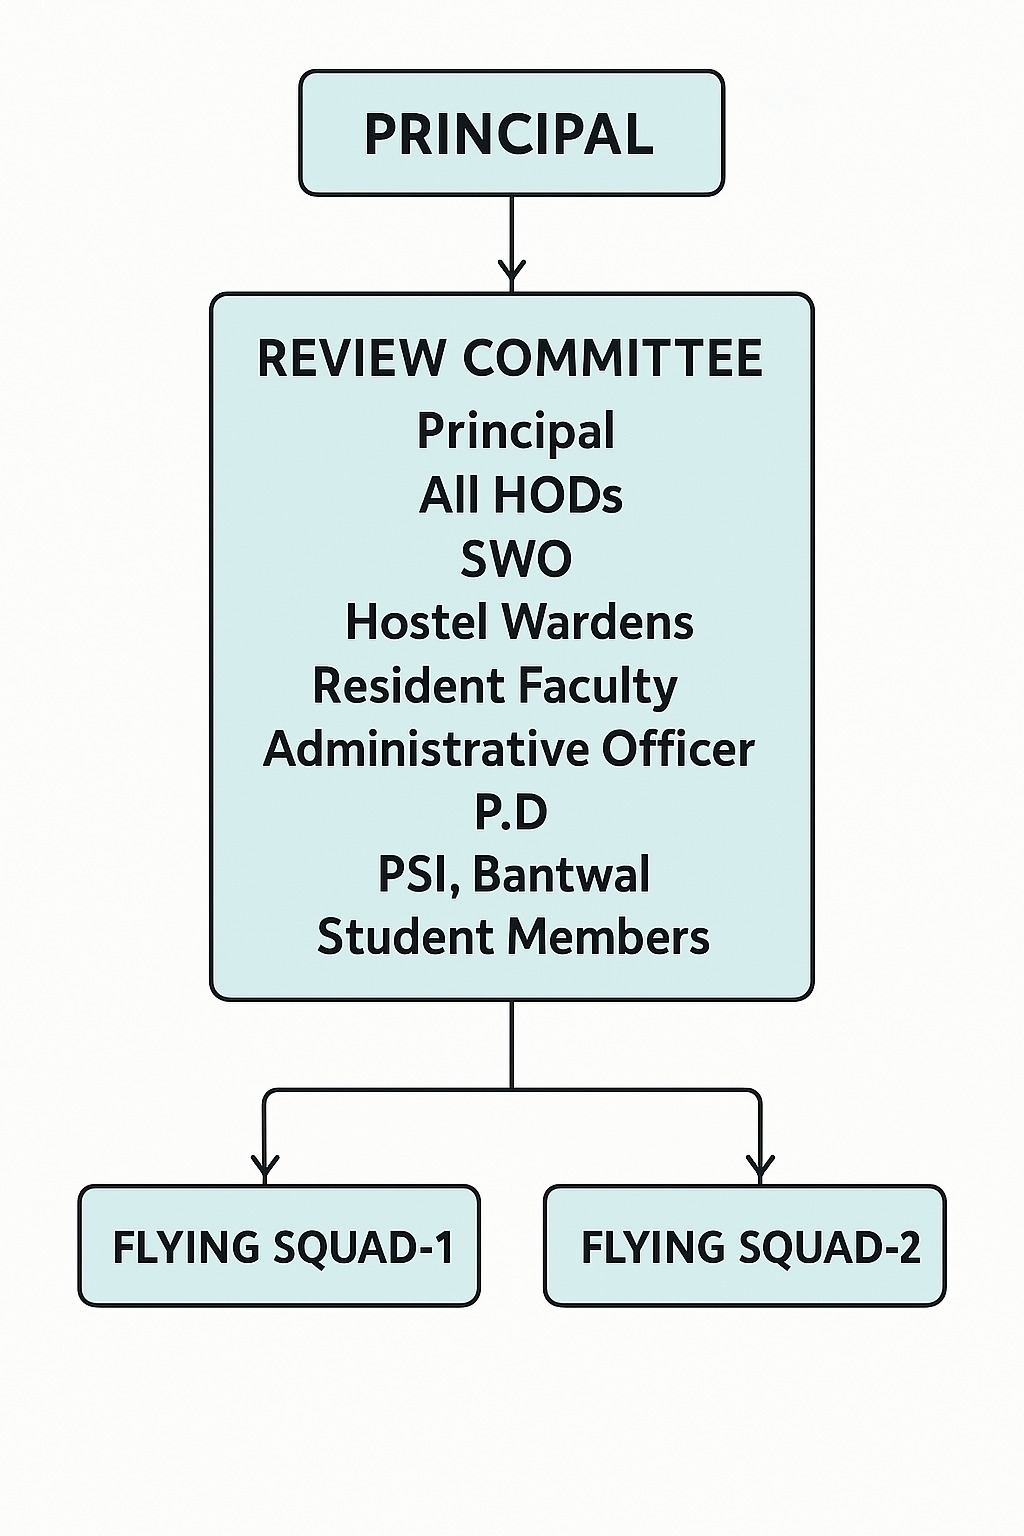 PRINCIPAL
REVIEW COMMITTEE
Principal
All HODs
SWO
Hostel Wardens
Resident Faculty
Administrative Officer
P.D
PSI, Bantwal
Student Members
FLYING SQUAD-1
FLYING SQUAD-2